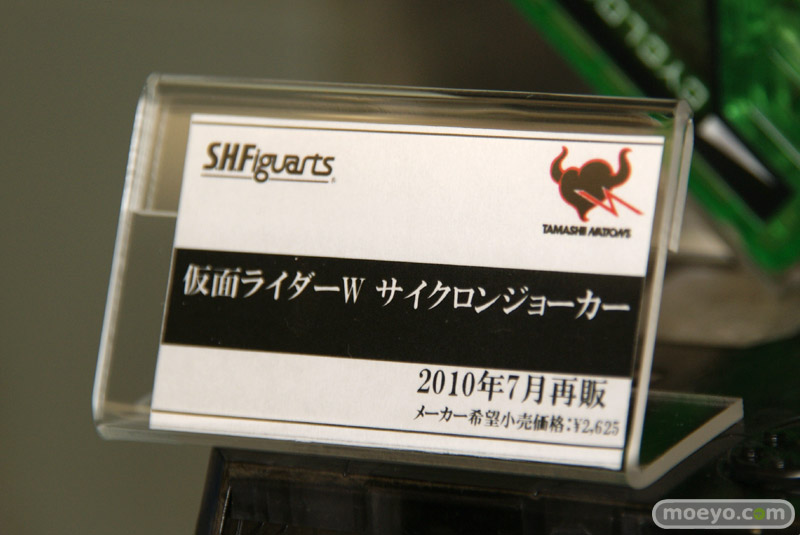 CYCLO
S.H.Figuarts
TAMASHII NATIONS
仮面ライダーW サイクロンジョーカー
2010年7月再販
メーカー希望小売価格:¥2,625
moeyo.com